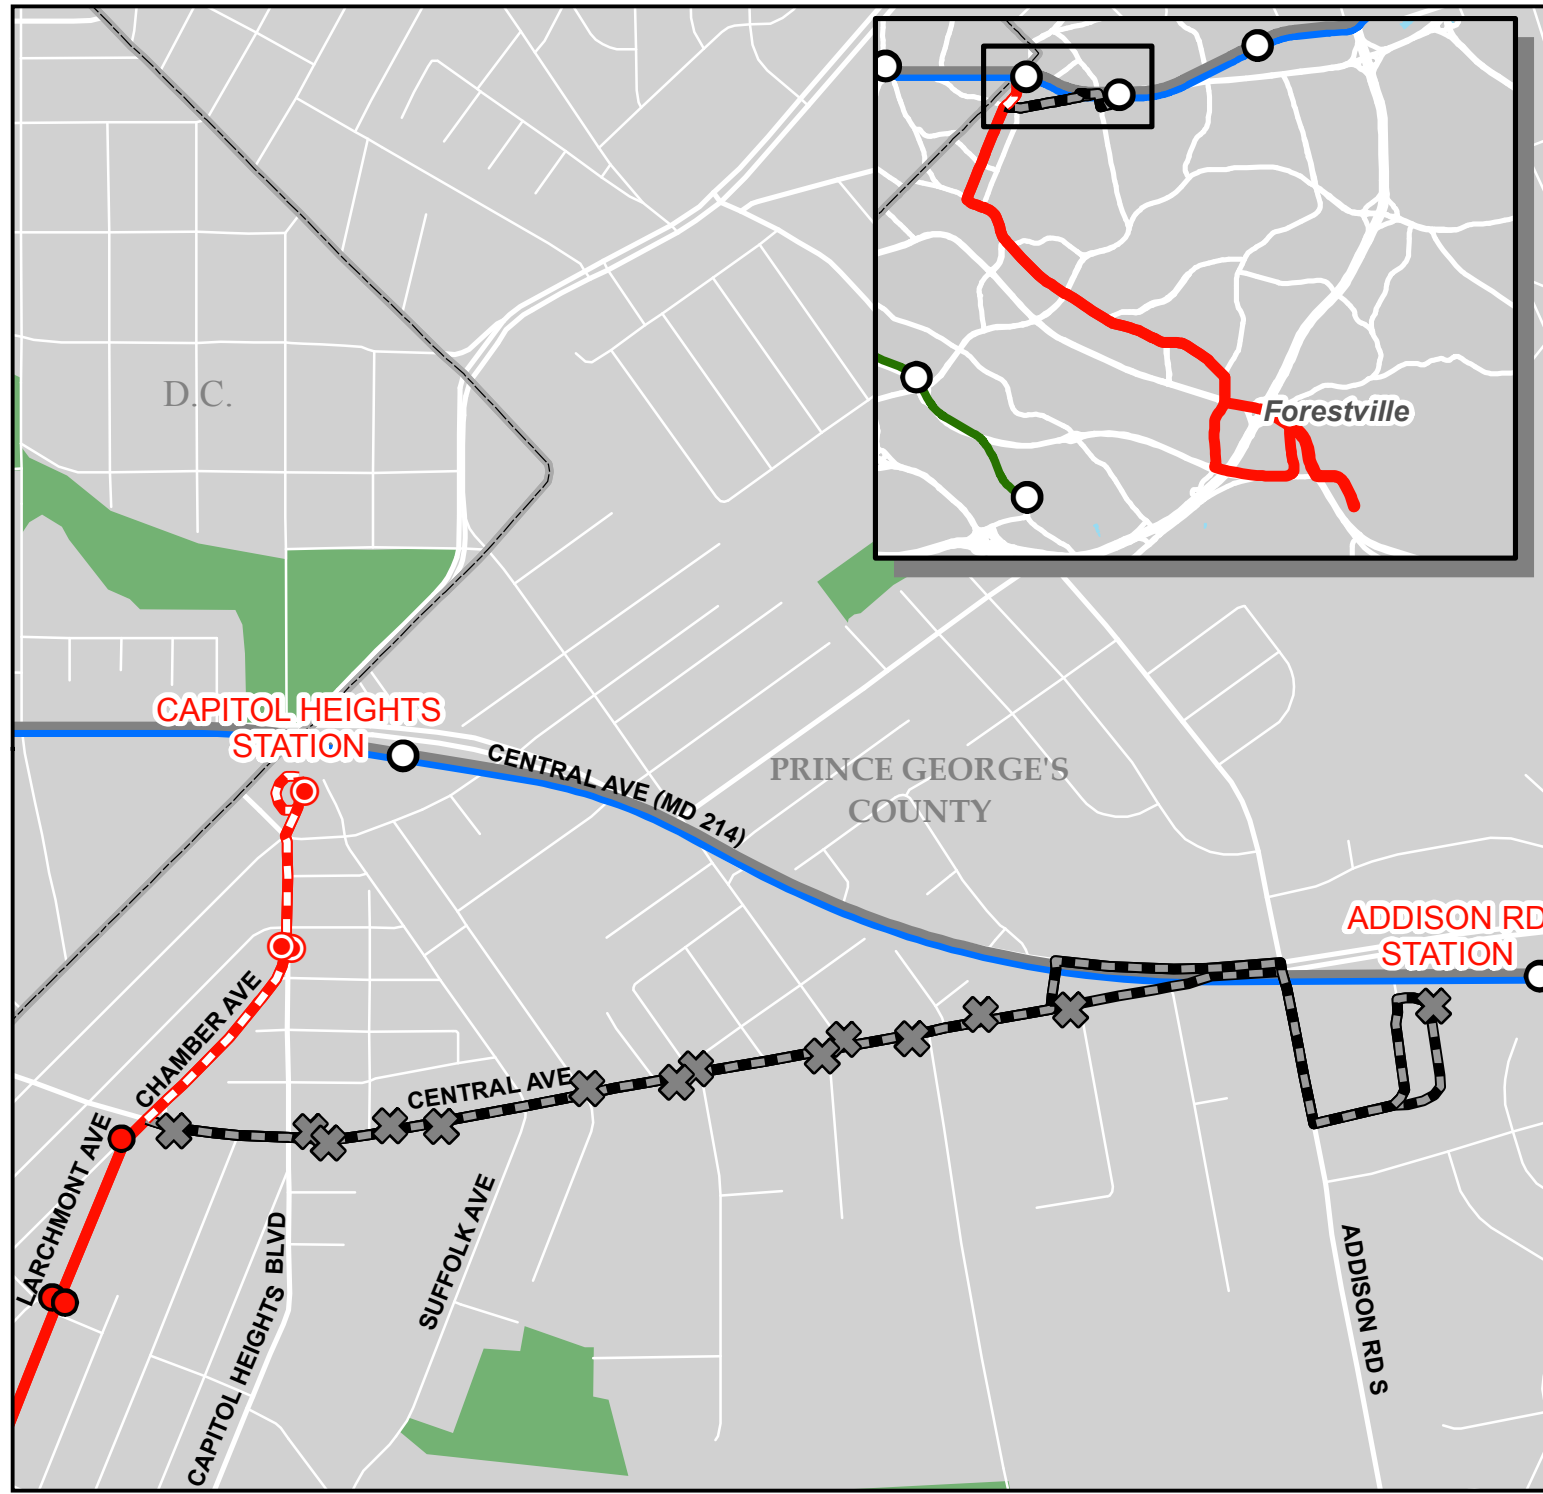 D.C.
Forestville
CAPITOL HEIGHTS
STATION
CENTRAL AVE (MD 214)
PRINCE GEORGE'S
COUNTY
ADDISON RD
STATION
CHAMBER AVE
CENTRAL AVE
LARCHMONT AVE
CAPITOL HEIGHTS BLVD
SUFFOLK AVE
ADDISON RD S